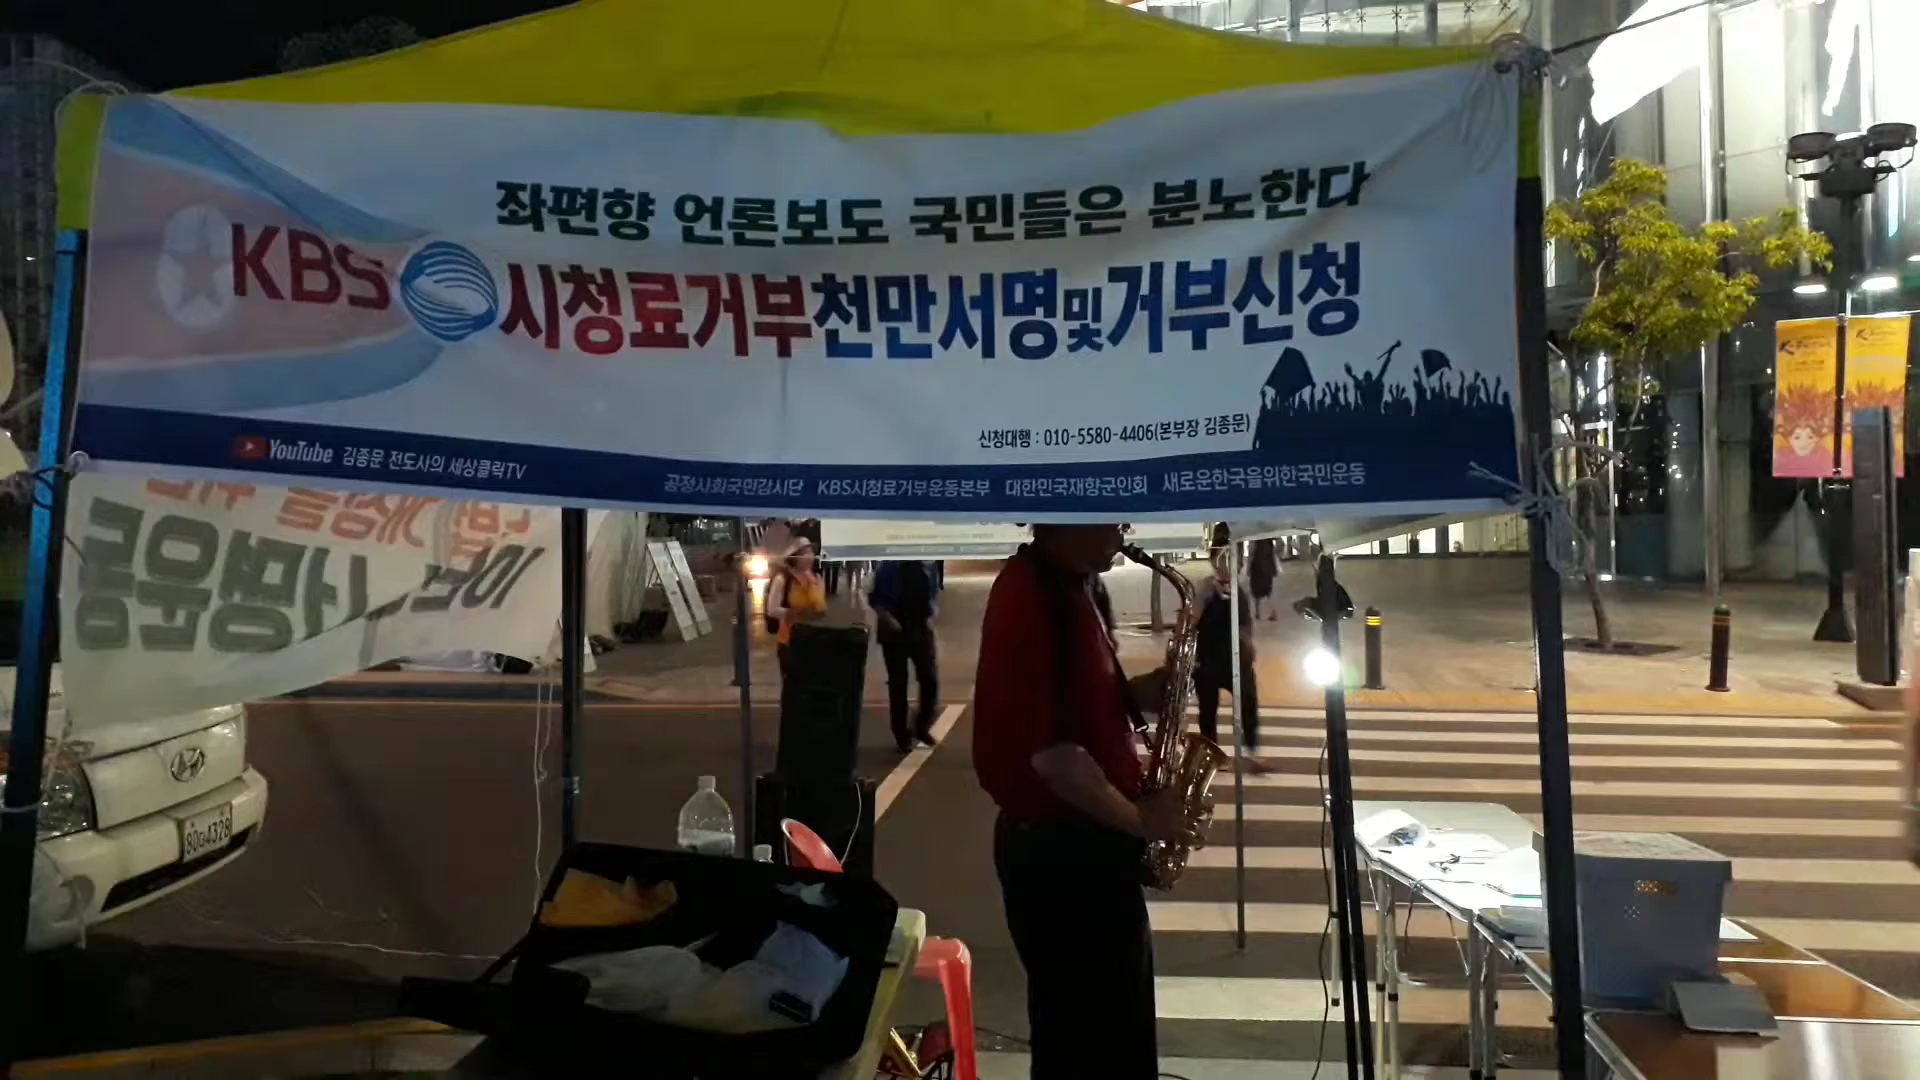 좌편향 언론보도 국민들은 분노한다
KBS 시청료거부천만서명및거부신청
신청대행 : 010-5580-4406(본부장 김종문)
YouTube 김종문 전도사의 세상클릭TV
공정사회국민감시단 KBS시청료거부운동본부 대한민국재향군인회 새로운한국을위한국민운동
서명운동
80다4328